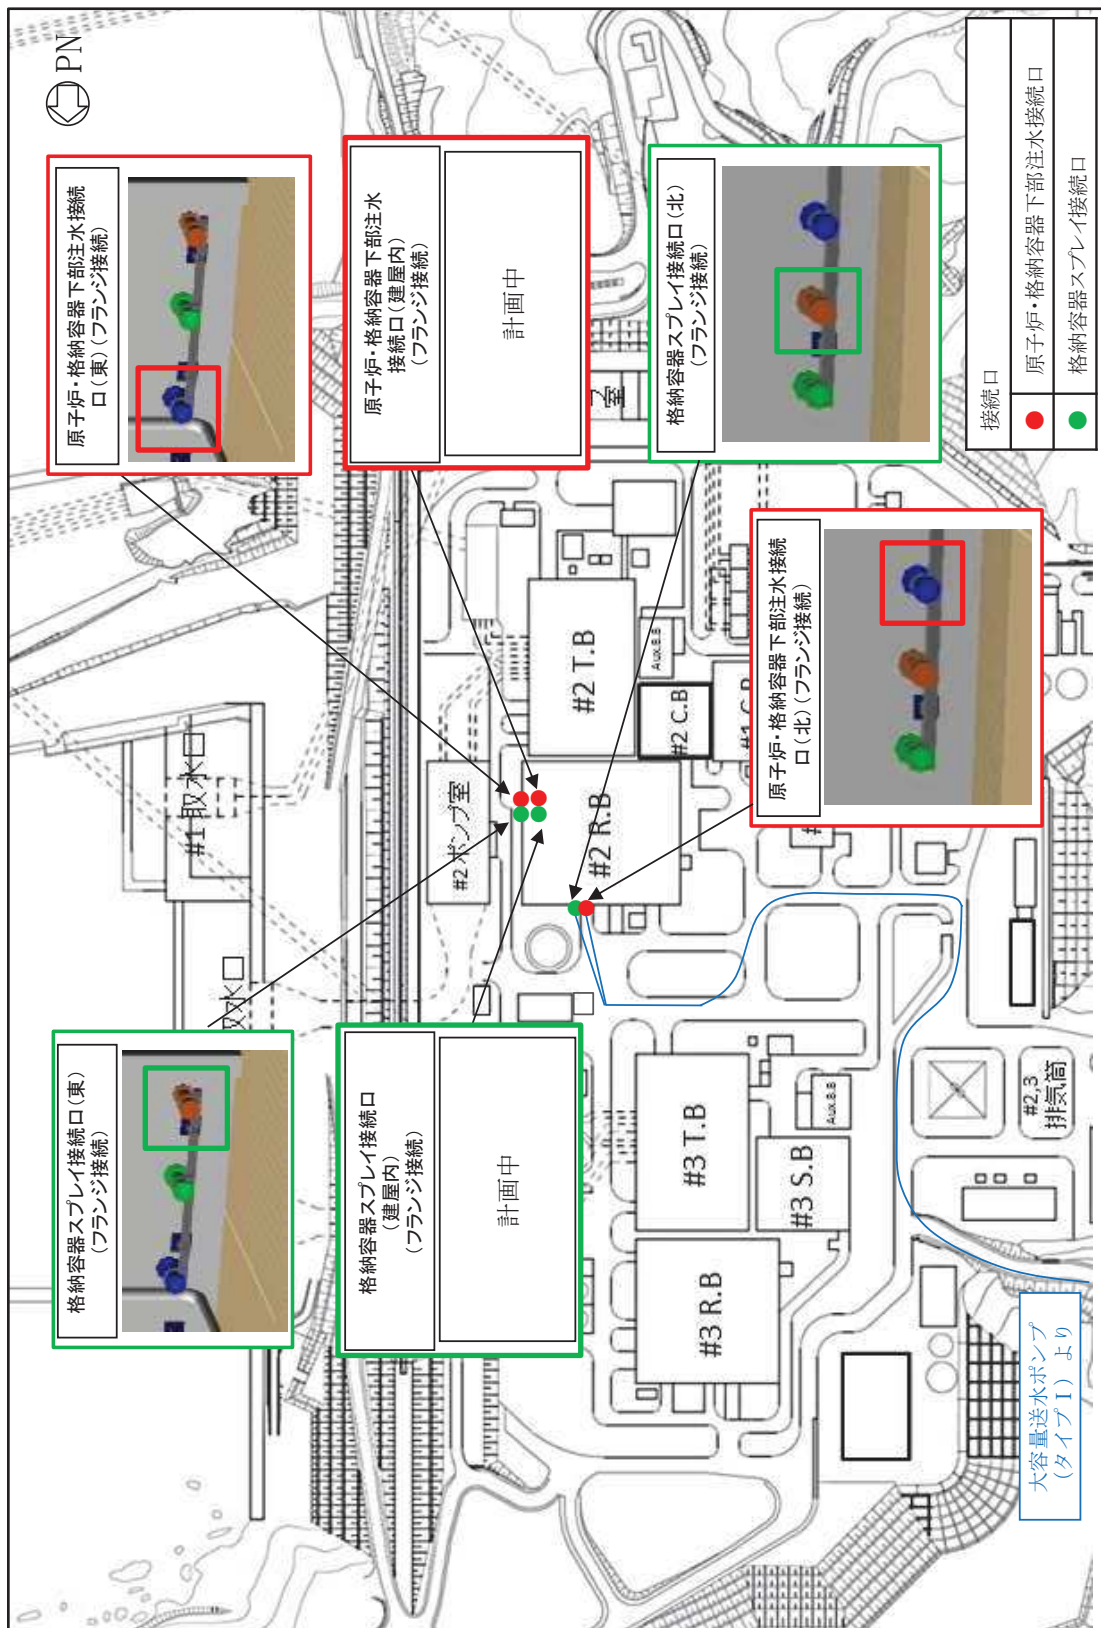 PN
原子炉・格納容器下部注水接続
口(東)(フランジ接続)
原子炉・格納容器下部注水
接続口(建屋内)
(フランジ接続)
計画中
格納容器スプレイ接続口(北)
(フランジ接続)
接続口
原子炉・格納容器下部注水接続口
格納容器スプレイ接続口
原子炉・格納容器下部注水接続
口(北)(フランジ接続)
格納容器スプレイ接続口(東)
(フランジ接続)
格納容器スプレイ接続口
(建屋内)
(フランジ接続)
計画中
#1 取水口
取水口
#2 ポンプ室
室
#2 T.B
Aux.B.B
#2 C.B
#2 R.B
#3 T.B
Aux.B.B
#3 S.B
#3 R.B
#2,3
排気筒
大容量送水ポンプ
(タイプⅠ)より